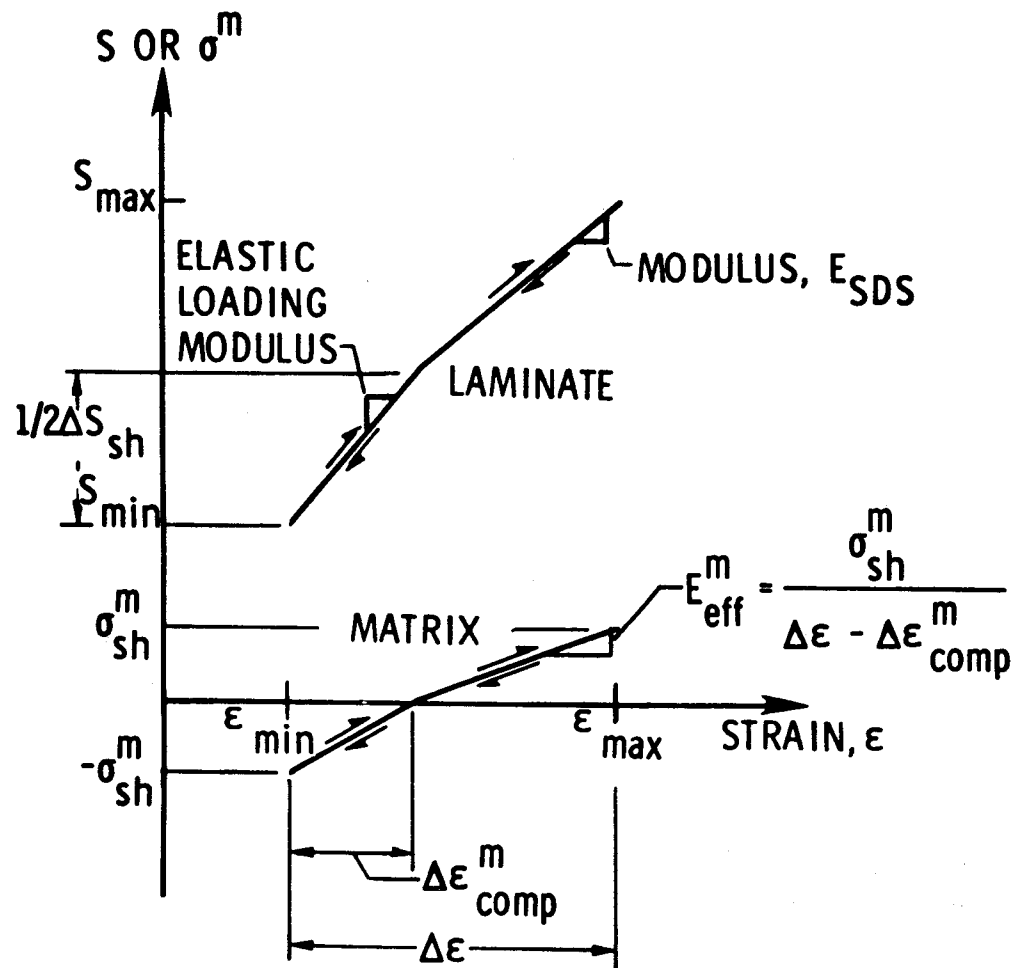 S OR σ^m
S_max
ELASTIC
LOADING
MODULUS
MODULUS, E_SDS
LAMINATE
1/2ΔS_sh
S_min
σ^m_sh
MATRIX
E^m_eff = σ^m_sh / Δε - Δε^m_comp
ε_min
ε_max
STRAIN, ε
-σ^m_sh
Δε^m_comp
Δε